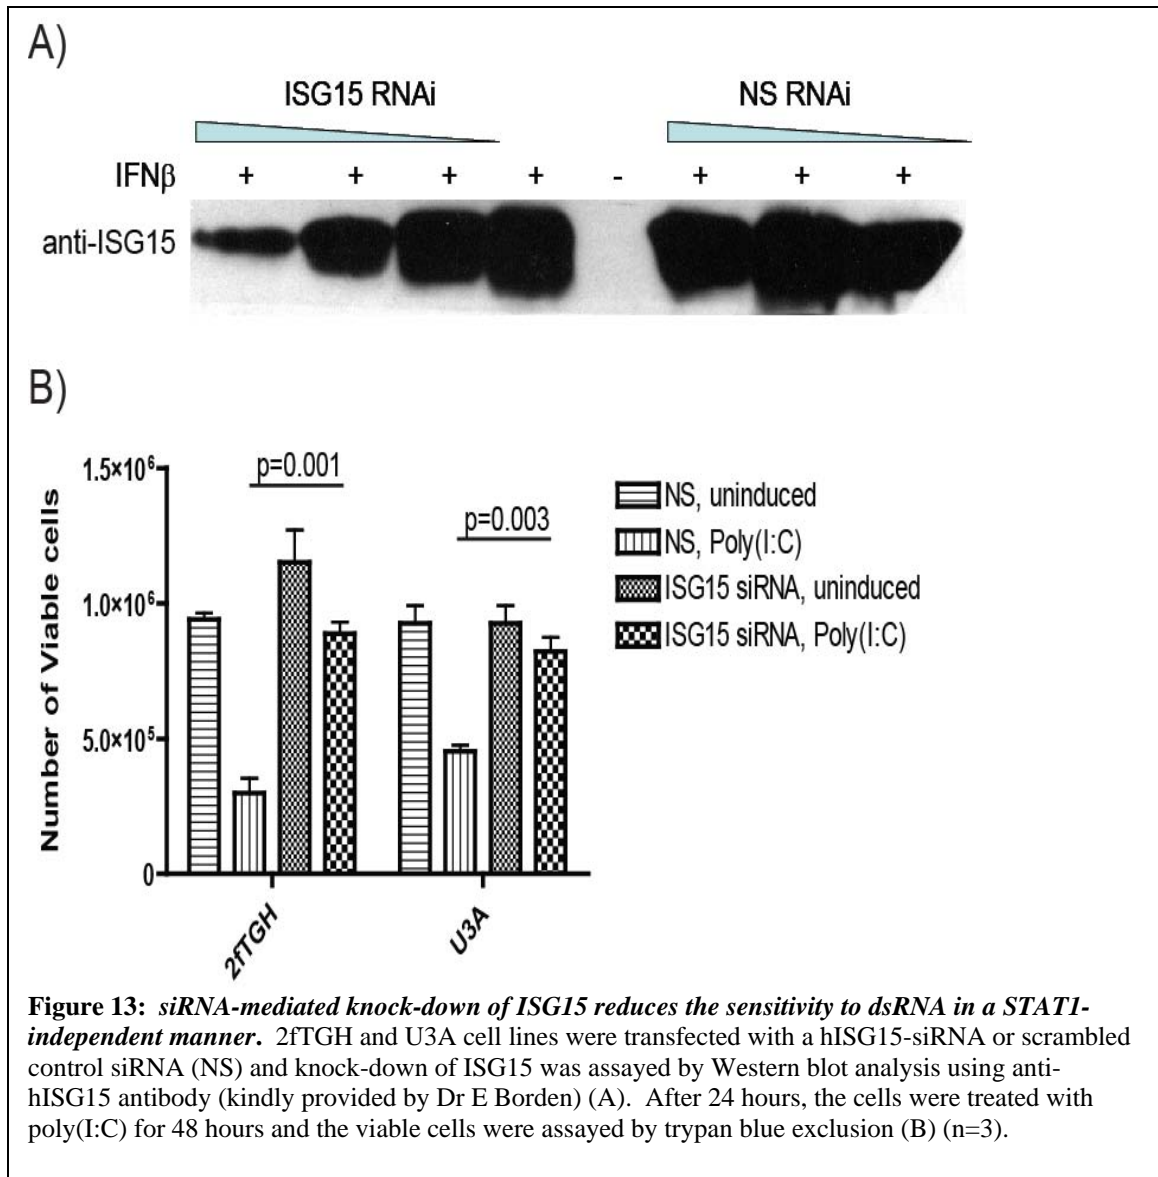 A)
ISG15 RNAi NS RNAi
IFNβ + + + + - + + +
anti-ISG15
B)
1.5×10⁶
1.0×10⁶
5.0×10⁵
0
Number of Viable cells
p=0.001
p=0.003
NS, uninduced
NS, Poly(I:C)
ISG15 siRNA, uninduced
ISG15 siRNA, Poly(I:C)
2fTGH
U3A
Figure 13: siRNA-mediated knock-down of ISG15 reduces the sensitivity to dsRNA in a STAT1-
independent manner. 2fTGH and U3A cell lines were transfected with a hISG15-siRNA or scrambled
control siRNA (NS) and knock-down of ISG15 was assayed by Western blot analysis using anti-
hISG15 antibody (kindly provided by Dr E Borden) (A). After 24 hours, the cells were treated with
poly(I:C) for 48 hours and the viable cells were assayed by trypan blue exclusion (B) (n=3).